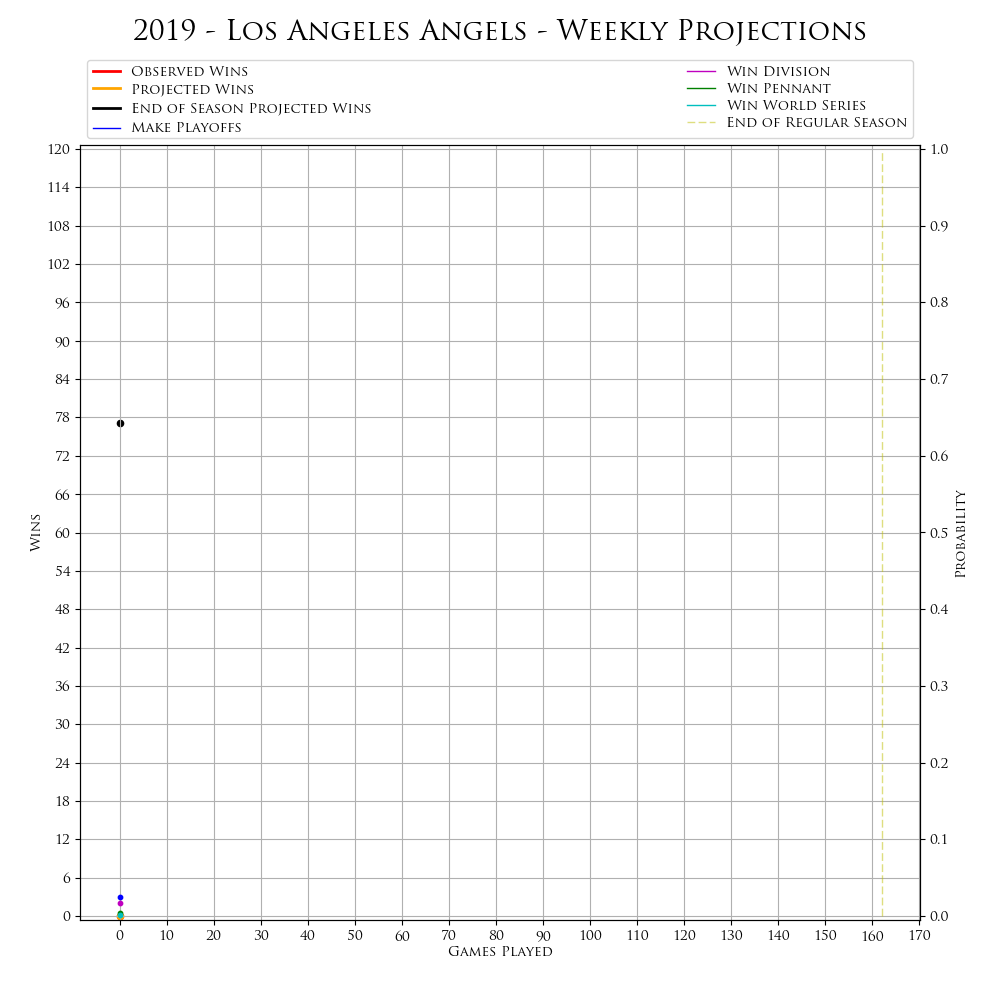 2019 - Los Angeles Angels - Weekly Projections
Observed Wins
Projected Wins
End of Season Projected Wins
Make Playoffs
Win Division
Win Pennant
Win World Series
End of Regular Season
120
114
108
102
96
90
84
78
72
66
60
54
48
42
36
30
24
18
12
6
0
Wins
1.0
0.9
0.8
0.7
0.6
0.5
0.4
0.3
0.2
0.1
0.0
Probability
0 10 20 30 40 50 60 70 80 90 100 110 120 130 140 150 160 170
Games Played